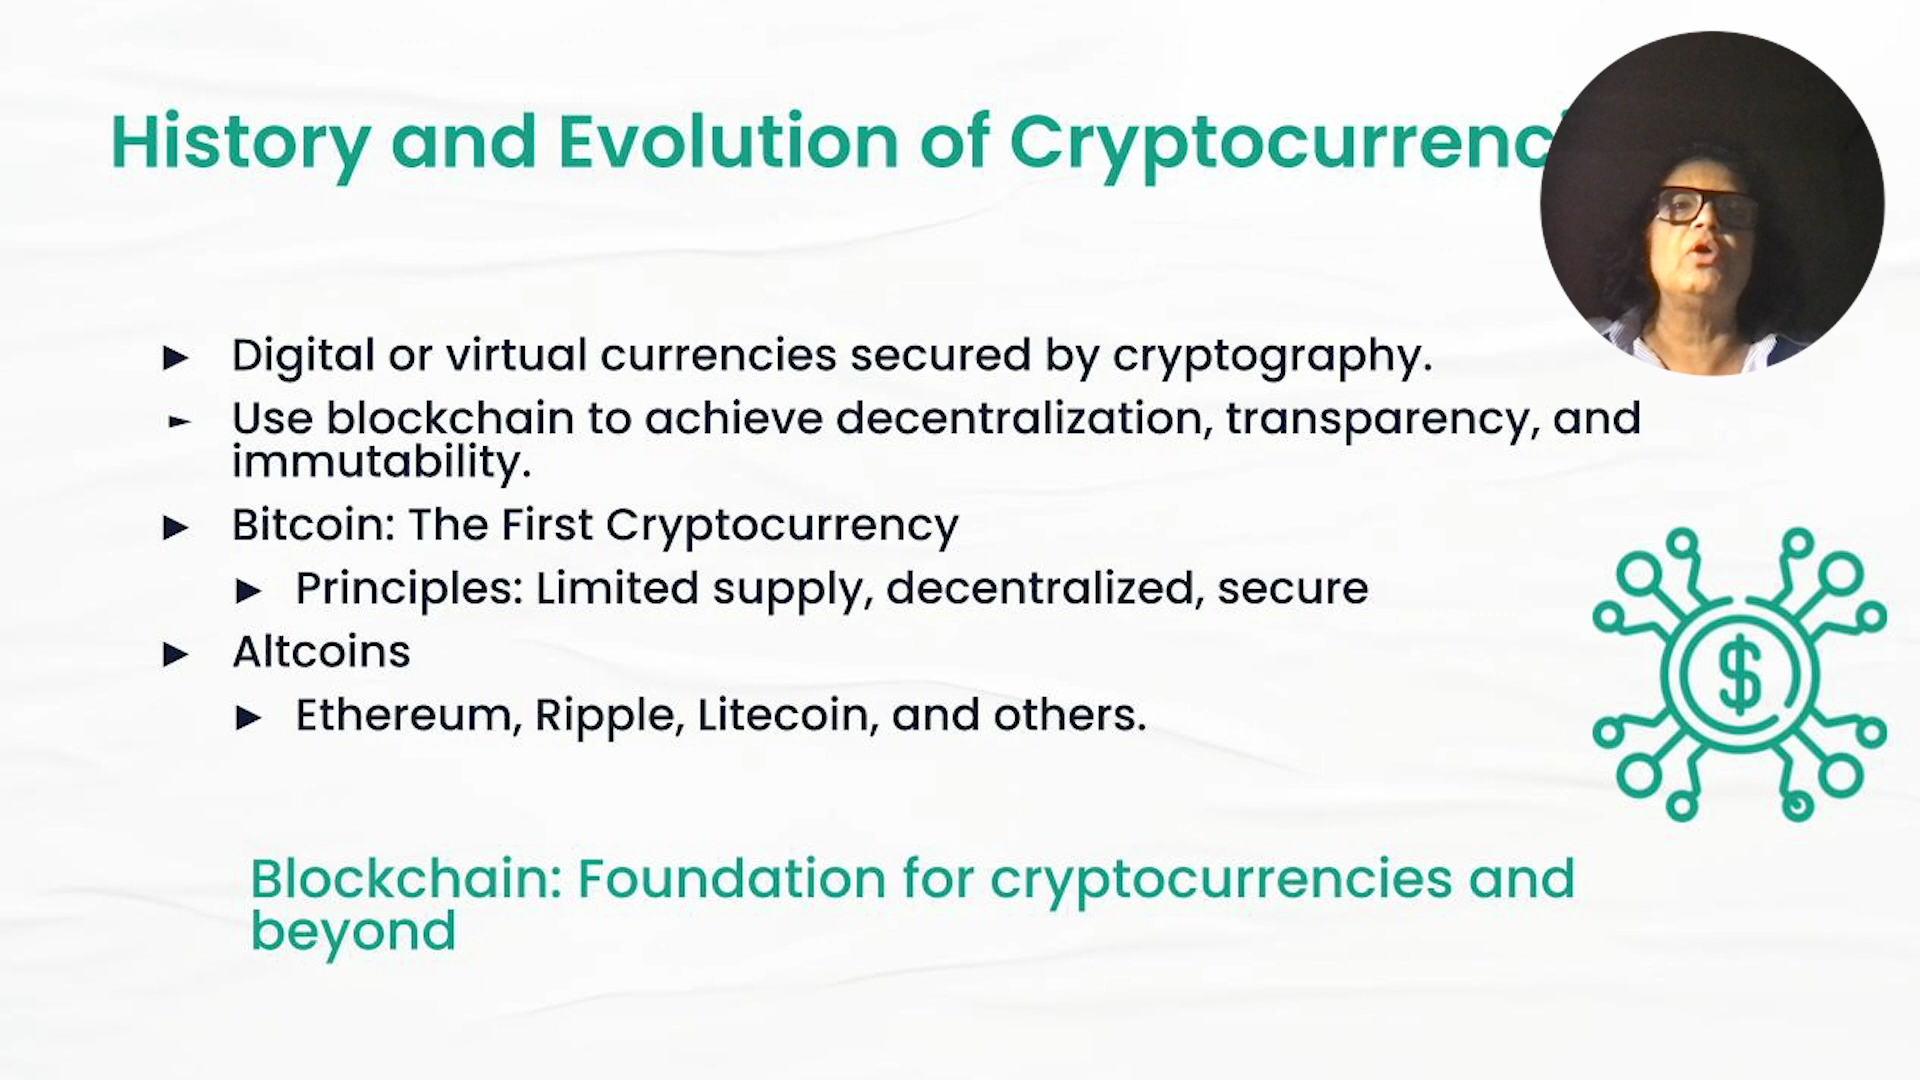 History and Evolution of
► Digital or virtual currencies secured by cryptography.
► Use blockchain to achieve decentralization, transparency, and
immutability.
► Bitcoin: The First Cryptocurrency
► Principles: Limited supply, decentralized, secure
► Altcoins
► Ethereum, Ripple, Litecoin, and others.
$
Blockchain: Foundation for cryptocurrencies and
beyond